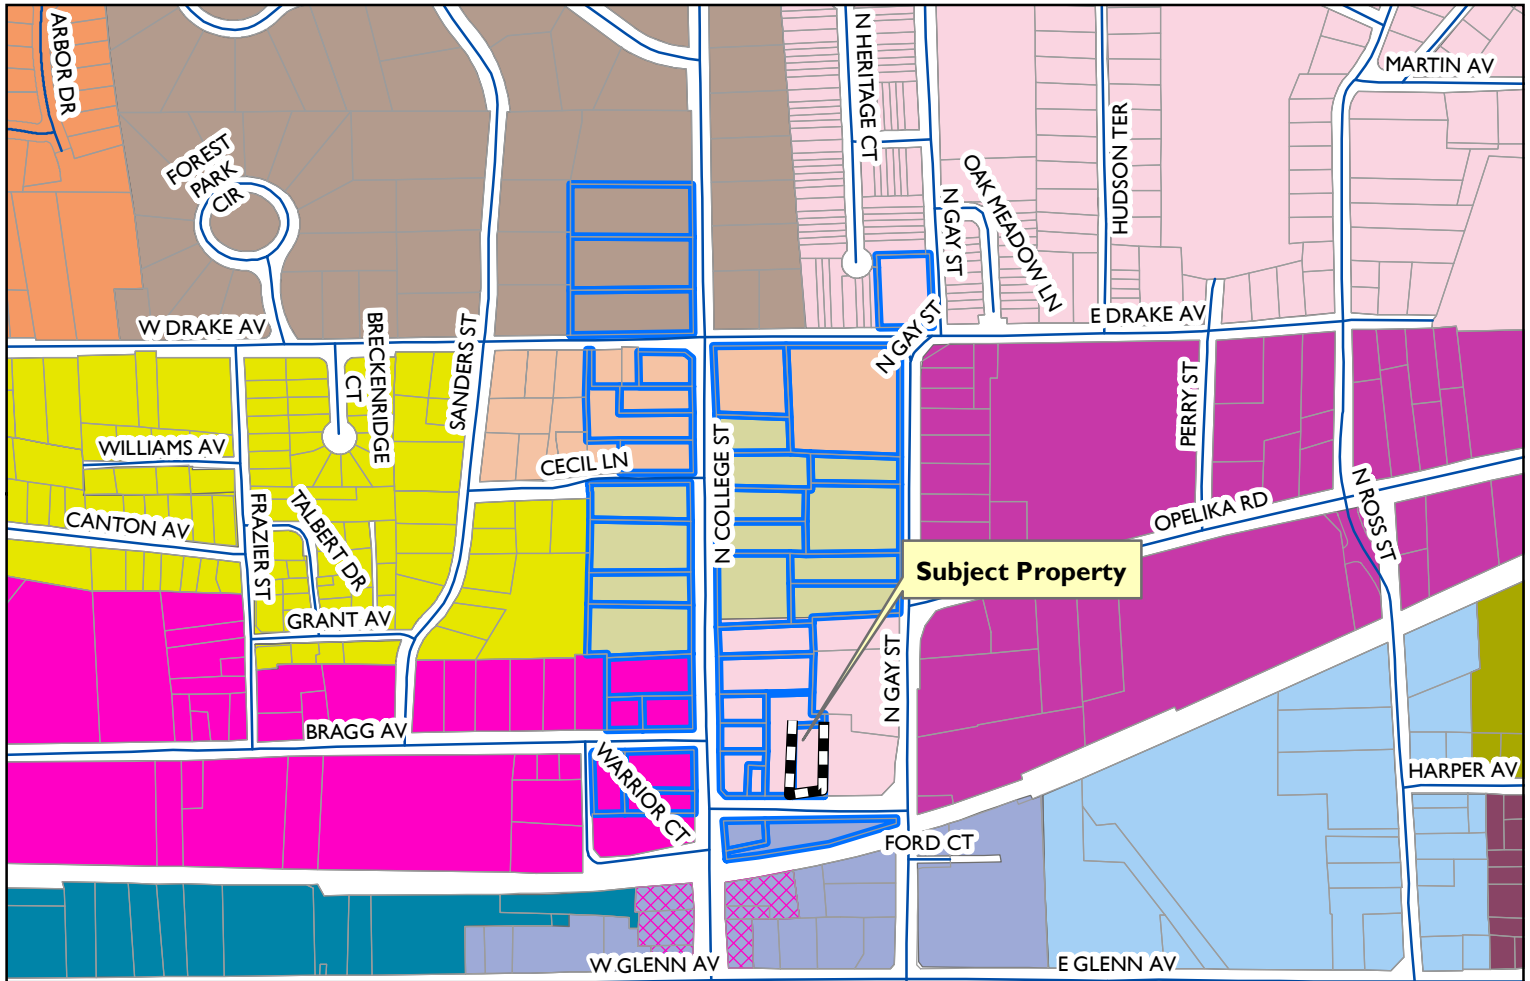 ARBOR DR
N HERITAGE CT
MARTIN AV
HUDSON TER
FOREST
PARK
CIR
OAK MEADOW LN
N GAY ST
W DRAKE AV
BRECKENRIDGE
CT
SANDERS ST
N GAY ST
E DRAKE AV
PERRY ST
WILLIAMS AV
CECIL LN
N COLLEGE ST
N ROSS ST
OPELIKA RD
CANTON AV
FRAZIER ST
TALBERT DR
Subject Property
GRANT AV
N GAY ST
BRAGG AV
WARRIOR CT
HARPER AV
FORD CT
W GLENN AV
E GLENN AV